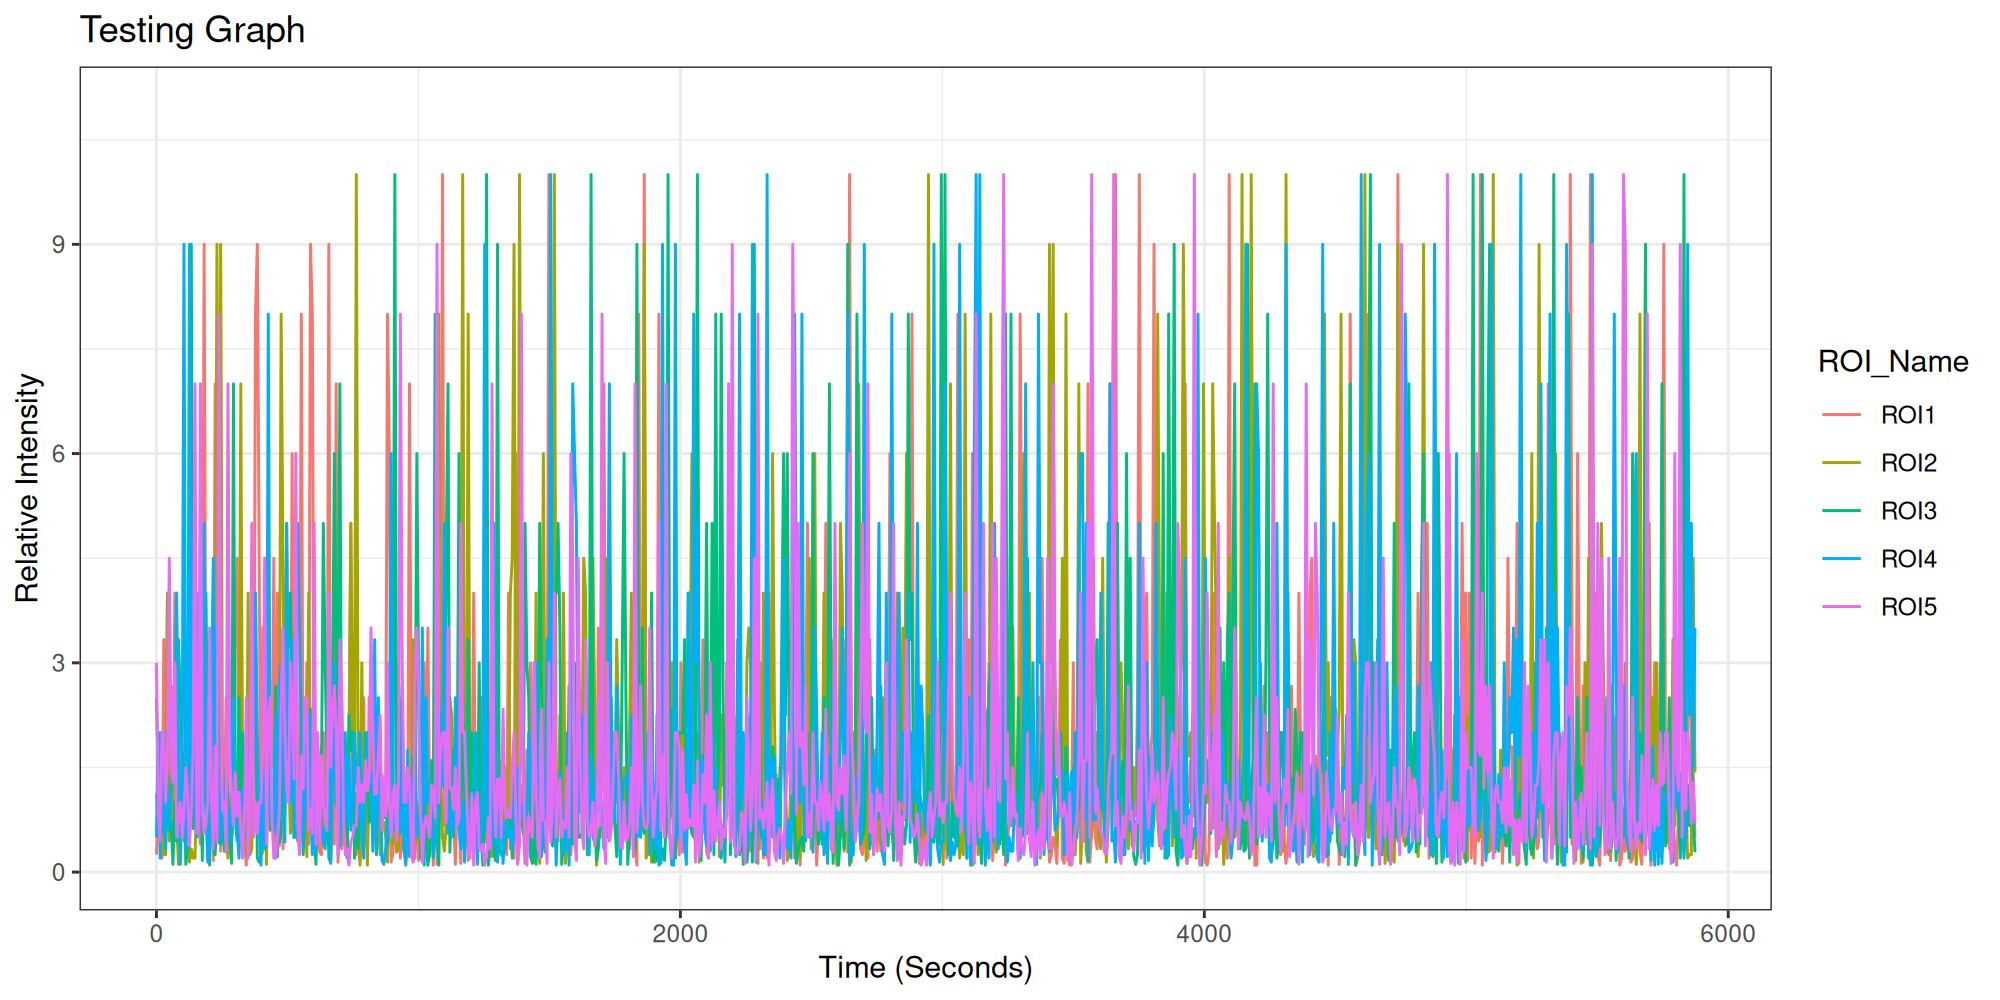 Testing Graph
Relative Intensity
9
6
3
0
0 2000 4000 6000
Time (Seconds)
ROI_Name
ROI1
ROI2
ROI3
ROI4
ROI5